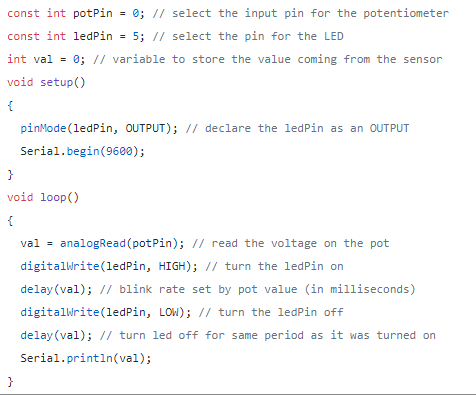 const int potPin = 0; // select the input pin for the potentiometer
const int ledPin = 5; // select the pin for the LED
int val = 0; // variable to store the value coming from the sensor
void setup()
{
pinMode(ledPin, OUTPUT); // declare the ledPin as an OUTPUT
Serial.begin(9600);
}
void loop()
{
val = analogRead(potPin); // read the voltage on the pot
digitalWrite(ledPin, HIGH); // turn the ledPin on
delay(val); // blink rate set by pot value (in milliseconds)
digitalWrite(ledPin, LOW); // turn the ledPin off
delay(val); // turn led off for same period as it was turned on
Serial.println(val);
}